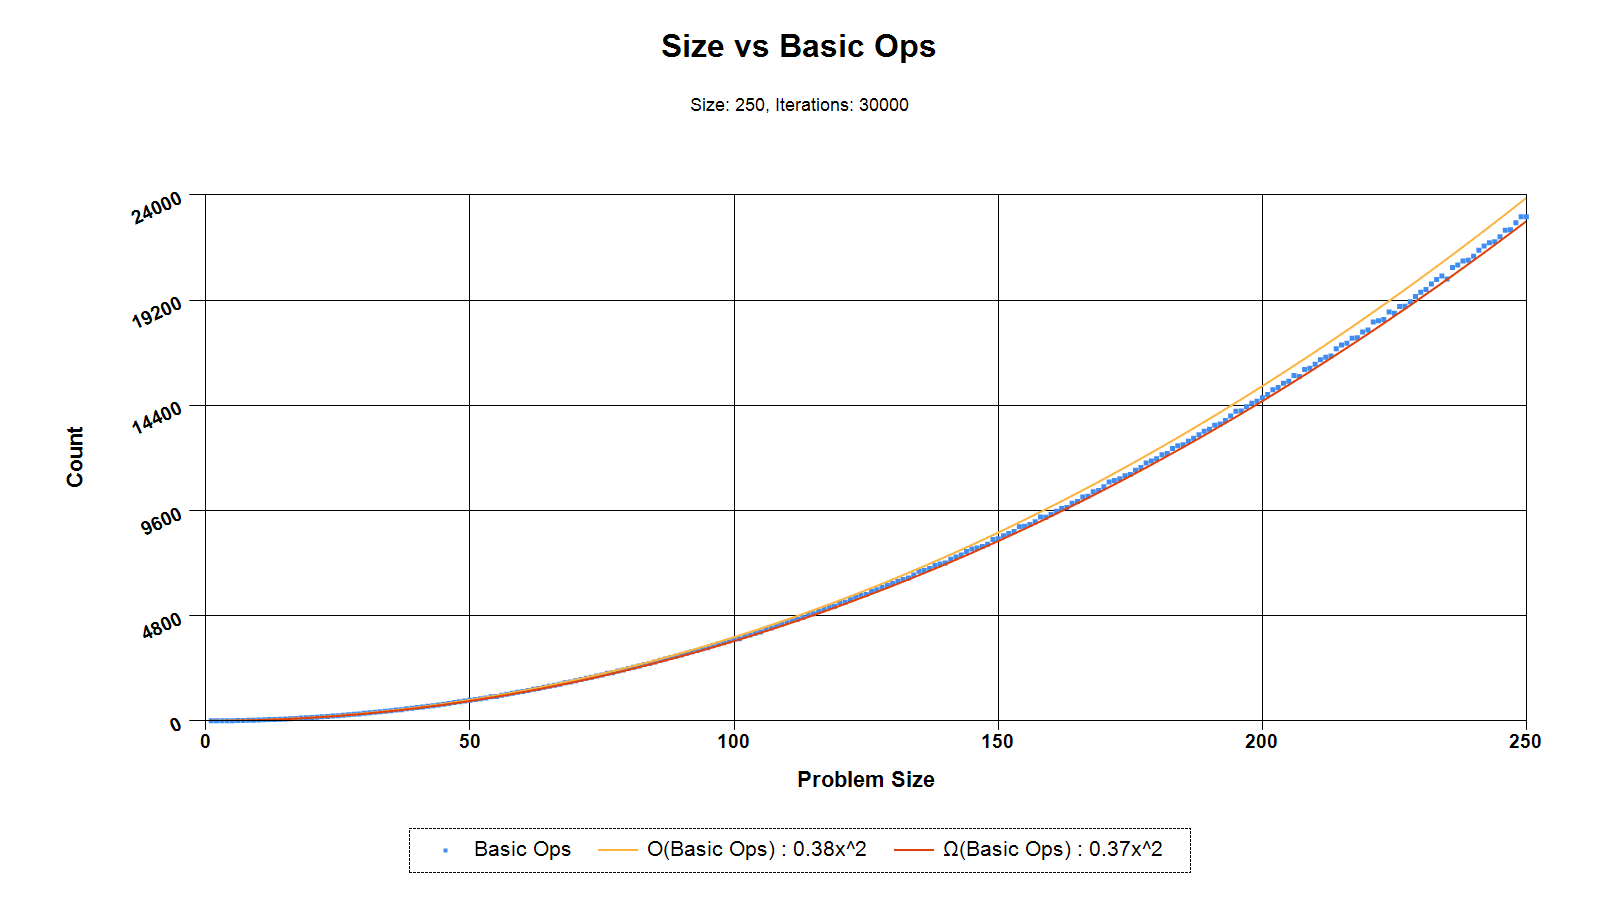 Size vs Basic Ops
Size: 250, Iterations: 30000
24000
19200
14400
9600
4800
0
Count
0 50 100 150 200 250
Problem Size
Basic Ops O(Basic Ops) : 0.38x^2 Ω(Basic Ops) : 0.37x^2